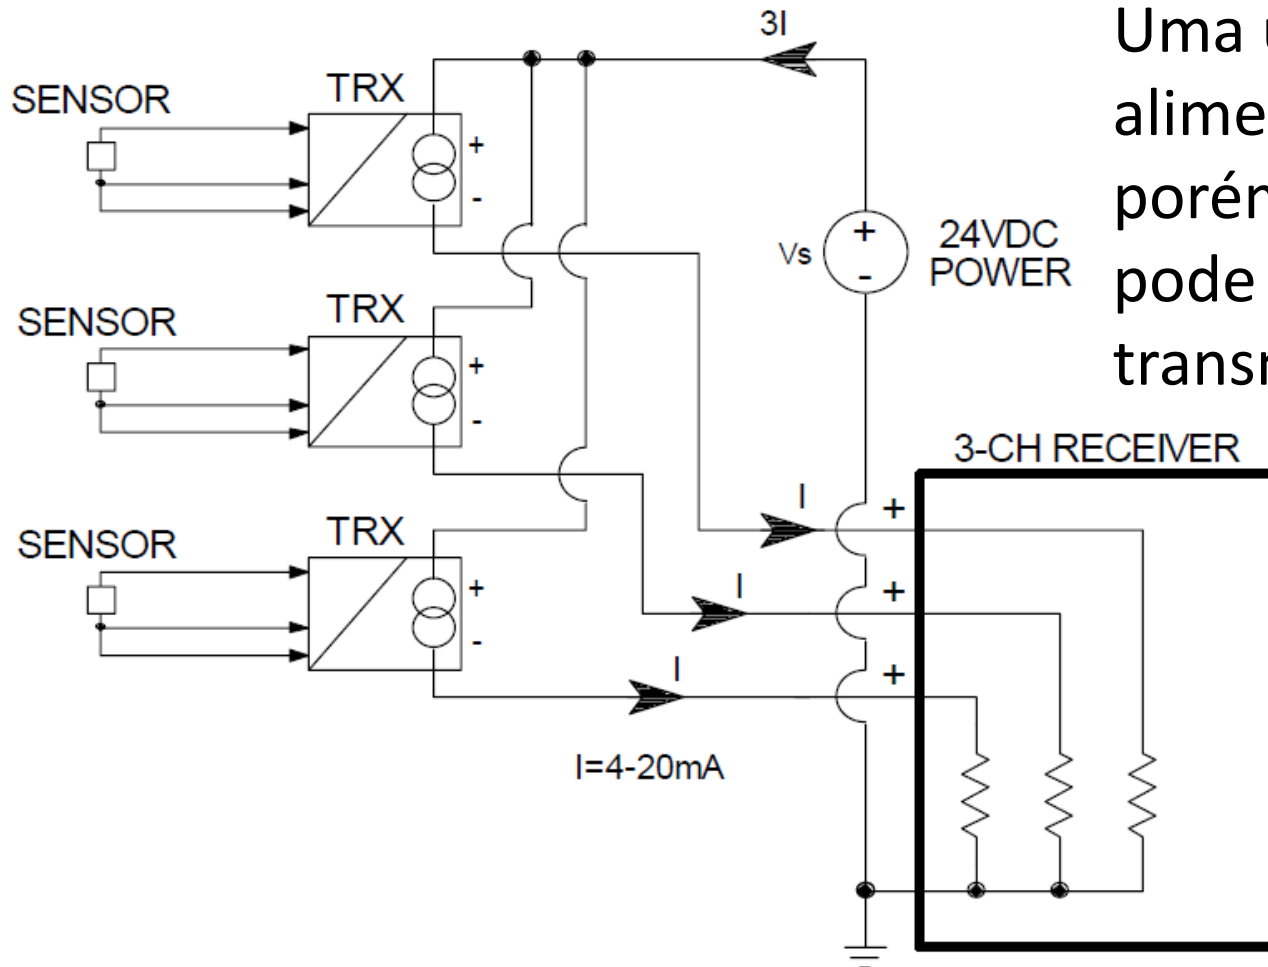 3I
SENSOR
TRX
+
-
Vs
+
-
24VDC
POWER
SENSOR
TRX
+
-
3-CH RECEIVER
I
+
SENSOR
TRX
+
-
I
+
I
+
I=4-20mA
Uma
alime
porém
pode
transm